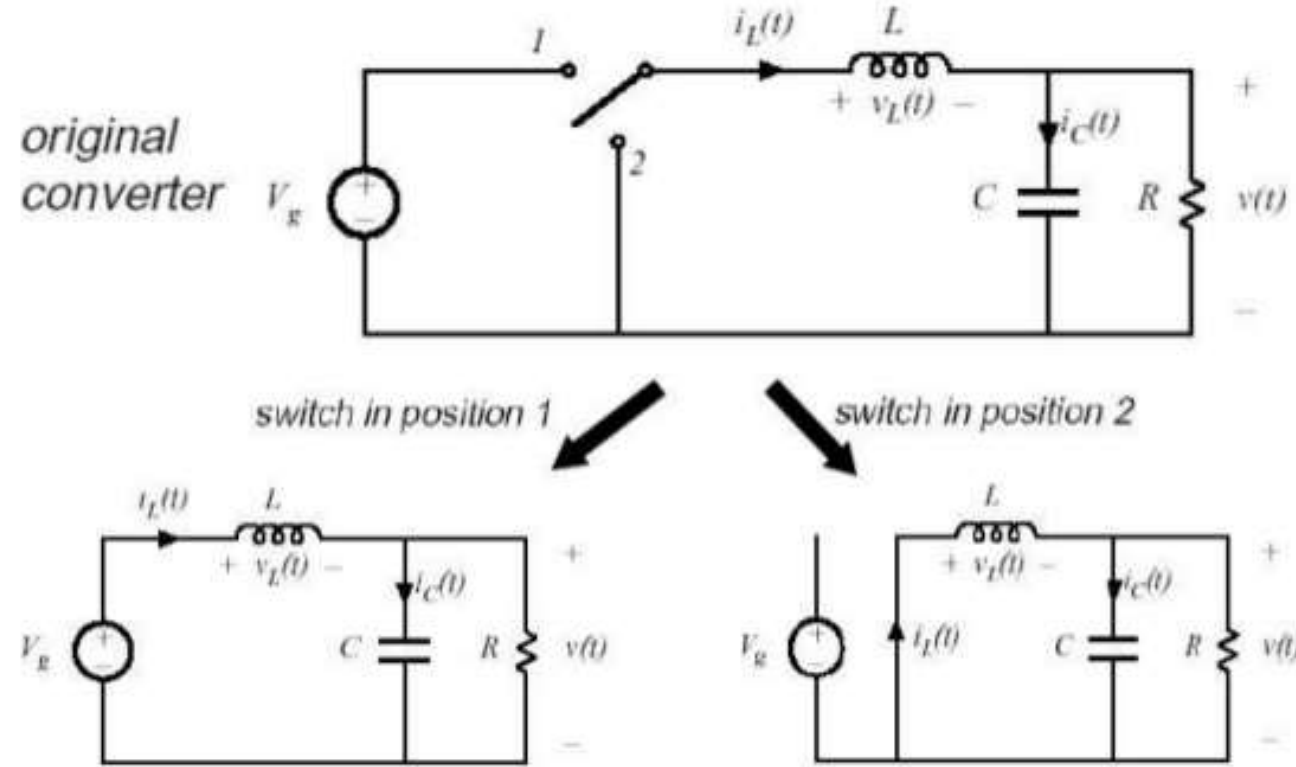 1
i_L(t)
L
+ v_L(t) −
i_C(t)
+
original
converter
V_g
+
−
2
C
R
v(t)
−
switch in position 1
switch in position 2
i_L(t)
L
+ v_L(t) −
i_C(t)
+
V_g
+
−
C
R
v(t)
−
L
+ v_L(t) −
i_C(t)
+
V_g
+
−
i_L(t)
C
R
v(t)
−